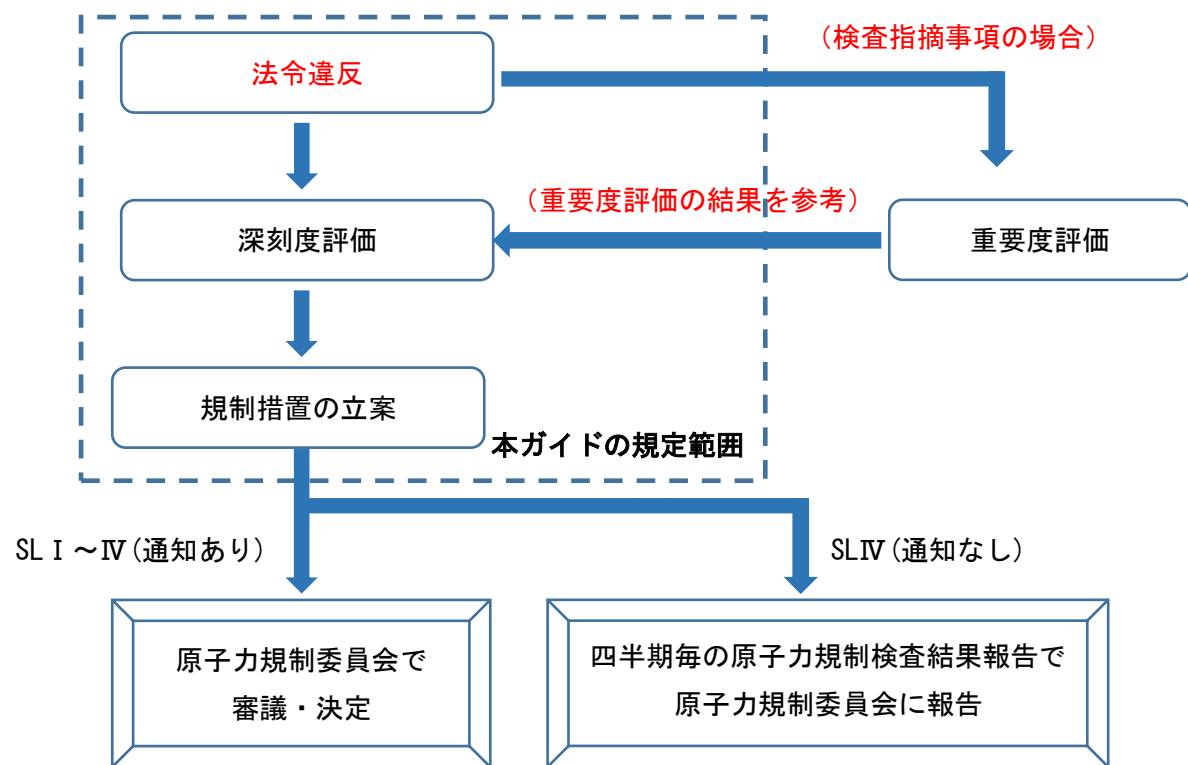 （検査指摘事項の場合）
法令違反
（重要度評価の結果を参考）
深刻度評価
重要度評価
規制措置の立案
本ガイドの規定範囲
SLⅠ～Ⅳ(通知あり)
SLⅣ(通知なし)
原子力規制委員会で
審議・決定
四半期毎の原子力規制検査結果報告で
原子力規制委員会に報告